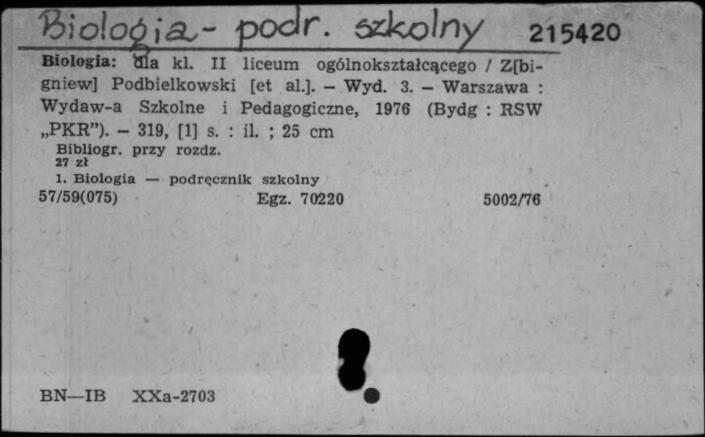 Biologia - podr. szkolny 215420
Biologia: dla kl. II liceum ogólnokształcącego / Z[bi-
gniew] Podbielkowski [et al.]. — Wyd. 3. — Warszawa :
Wydaw-a Szkolne i Pedagogiczne, 1976 (Bydg : RSW
„PKR”). — 319, [1] s. : il. ; 25 cm
Bibliogr. przy rozdz.
27 zł
1. Biologia — podręcznik szkolny
57/59(075) Egz. 70220 5002/76
BN—IB XXa-2703